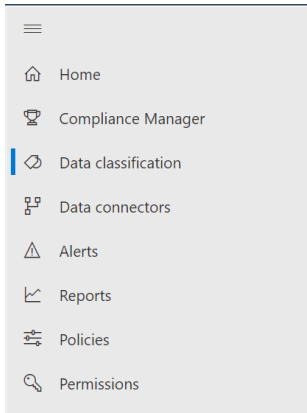 Home
Compliance Manager
Data classification
Data connectors
Alerts
Reports
Policies
Permissions